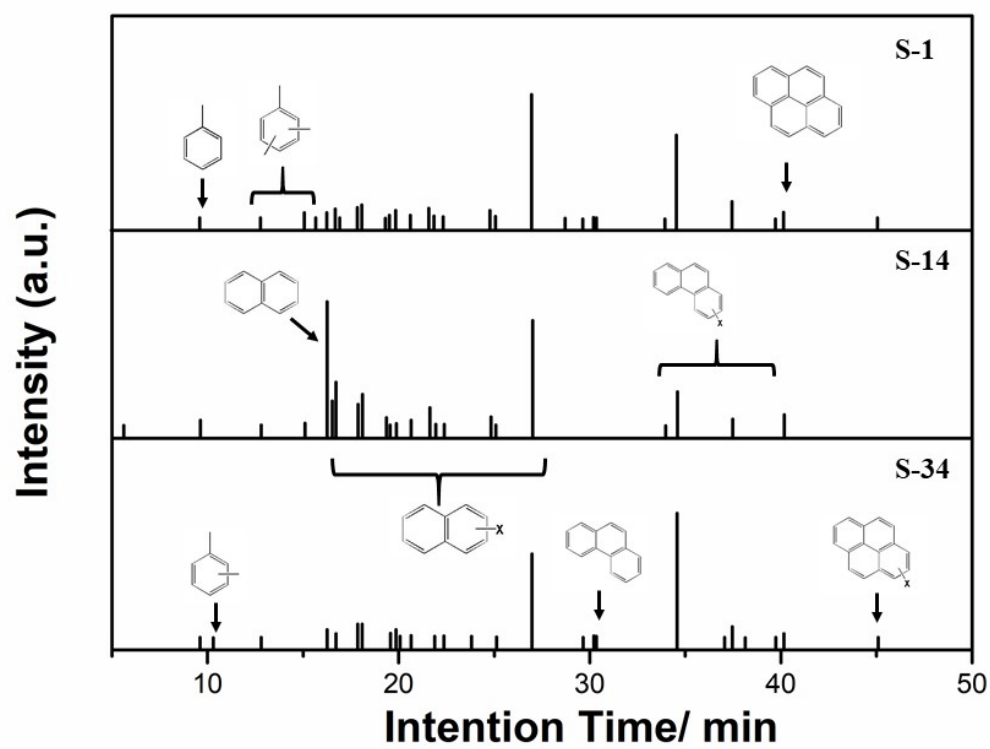 S-1
S-14
x
S-34
X
x
Intensity (a.u.)
10
20
30
40
50
Intention Time/ min